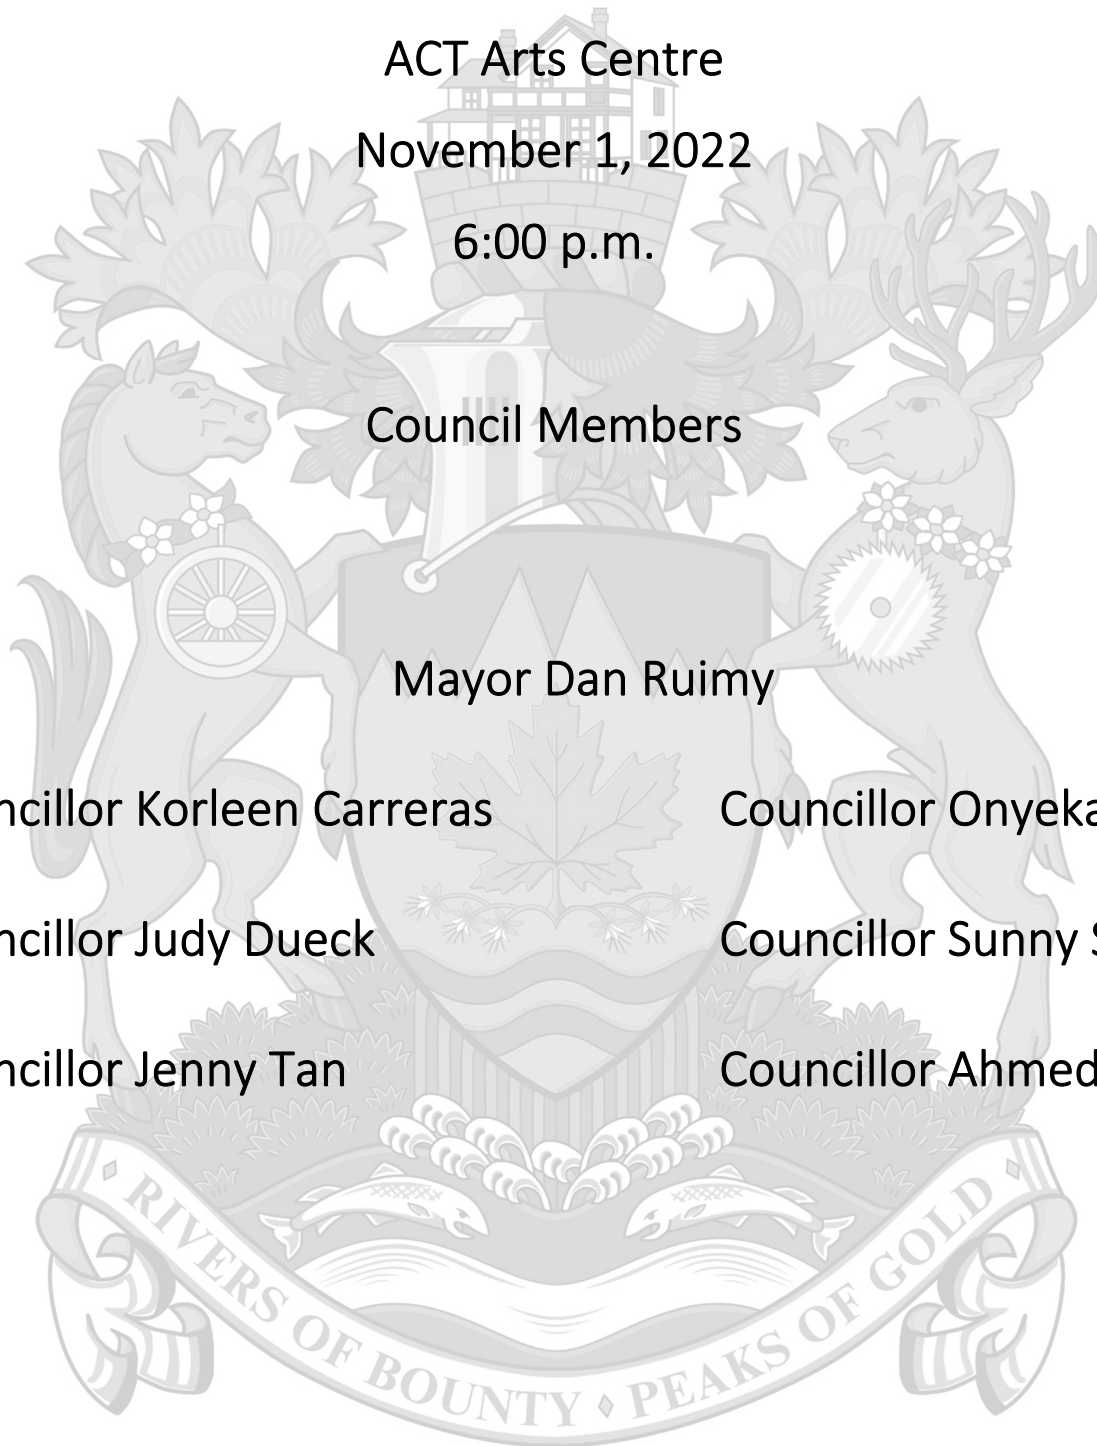 ACT Arts Centre
November 1, 2022
6:00 p.m.
Council Members
Mayor Dan Ruimy
ncillor Korleen Carreras Councillor Onyeka
ncillor Judy Dueck Councillor Sunny S
ncillor Jenny Tan Councillor Ahmed
RIVERS OF BOUNTY PEAKS OF GOLD